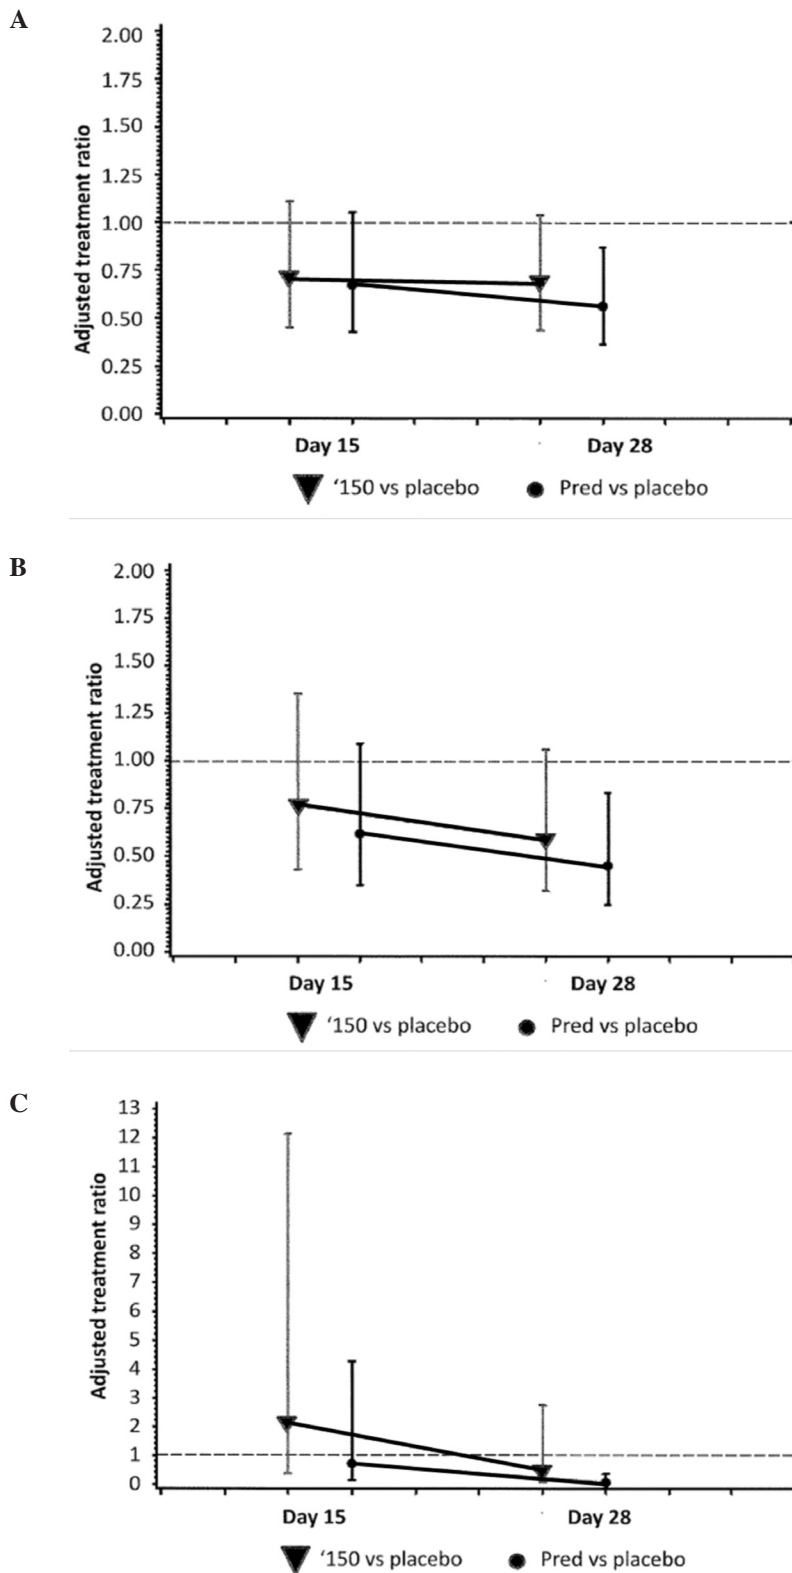 A
Adjusted treatment ratio
2.00
1.75
1.50
1.25
1.00
0.75
0.50
0.25
0.00
Day 15 Day 28
‘150 vs placebo Pred vs placebo
B
Adjusted treatment ratio
2.00
1.75
1.50
1.25
1.00
0.75
0.50
0.25
0.00
Day 15 Day 28
‘150 vs placebo Pred vs placebo
C
Adjusted treatment ratio
13
12
11
10
9
8
7
6
5
4
3
2
1
0
Day 15 Day 28
‘150 vs placebo Pred vs placebo